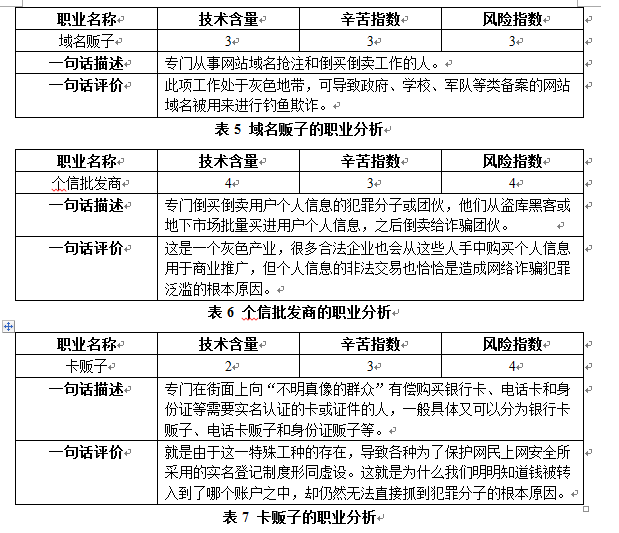 职业名称 技术含量 辛苦指数 风险指数
域名贩子 3 3 3
一句话描述 专门从事网站域名抢注和倒买倒卖工作的人。
一句话评价 此项工作处于灰色地带，可导致政府、学校、军队等类备案的网站
域名被用来进行钓鱼欺诈。
表 5 域名贩子的职业分析
职业名称 技术含量 辛苦指数 风险指数
个信批发商 4 3 4
一句话描述 专门倒买倒卖用户个人信息的犯罪分子或团伙，他们从盗库黑客或
地下市场批量买进用户个人信息，之后倒卖给诈骗团伙。
一句话评价 这是一个灰色产业，很多合法企业也会从这些人手中购买个人信息
用于商业推广，但个人信息的非法交易也恰恰是造成网络诈骗犯罪
泛滥的根本原因。
表 6 个信批发商的职业分析
职业名称 技术含量 辛苦指数 风险指数
卡贩子 2 3 4
一句话描述 专门在街面上向“不明真像的群众”有偿购买银行卡、电话卡和身
份证等需要实名认证的卡或证件的人，一般具体又可以分为银行卡
贩子、电话卡贩子和身份证贩子等。
一句话评价 就是由于这一特殊工种的存在，导致各种为了保护网民上网安全所
采用的实名登记制度形同虚设。这就是为什么我们明明知道钱被转
入到了哪个账户之中，却仍然无法直接抓到犯罪分子的根本原因。
表 7 卡贩子的职业分析